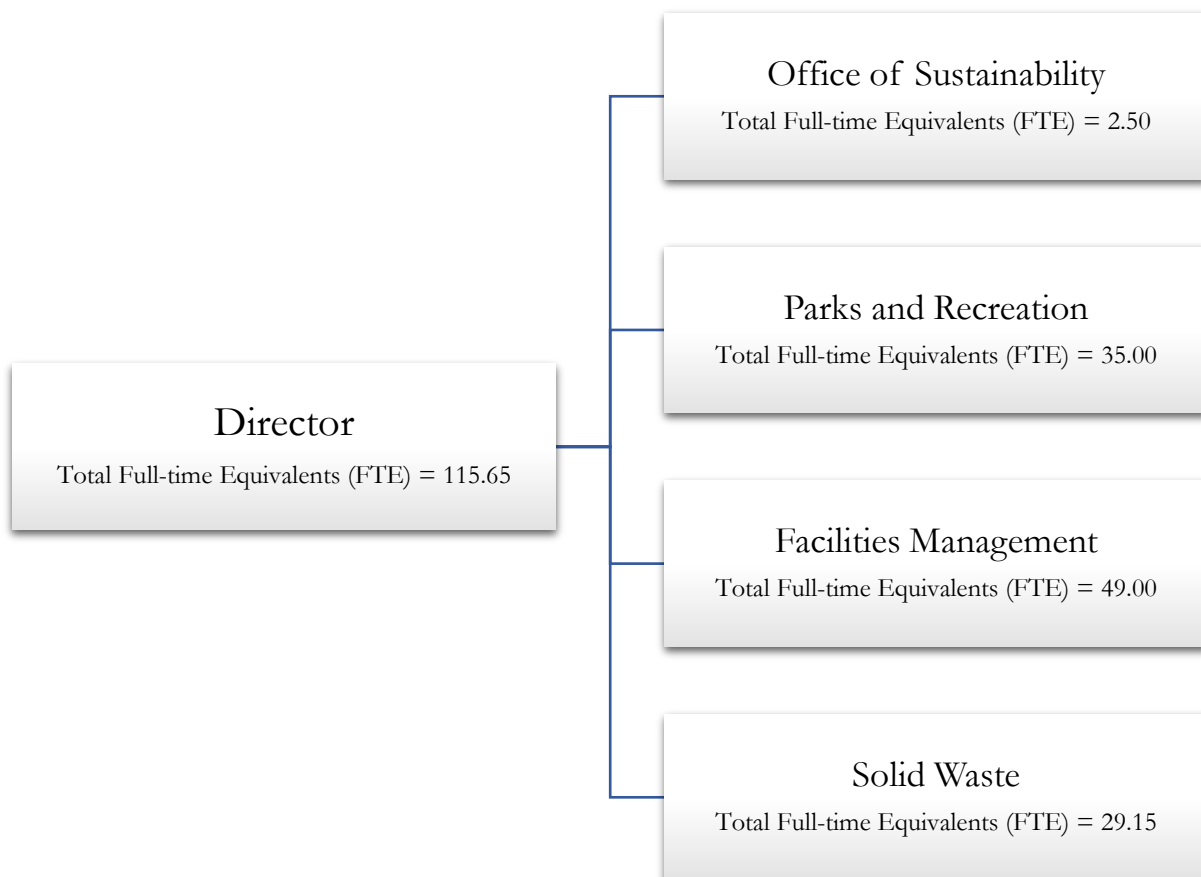 Office of Sustainability
Total Full-time Equivalents (FTE) = 2.50
Parks and Recreation
Total Full-time Equivalents (FTE) = 35.00
Director
Total Full-time Equivalents (FTE) = 115.65
Facilities Management
Total Full-time Equivalents (FTE) = 49.00
Solid Waste
Total Full-time Equivalents (FTE) = 29.15